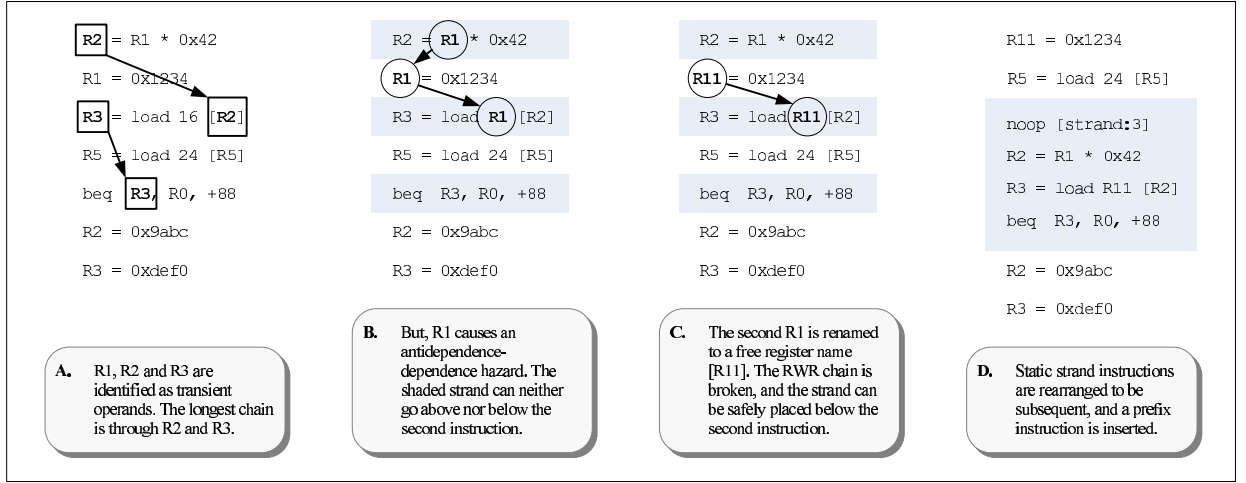 R2 = R1 * 0x42
R1 = 0x1234
R3 = load 16 [R2]
R5 = load 24 [R5]
beq R3, R0, +88
R2 = 0x9abc
R3 = 0xdef0
A. R1, R2 and R3 are
identified as transient
operands. The longest chain
is through R2 and R3.
R2 = R1 * 0x42
R1 = 0x1234
R3 = load R1 [R2]
R5 = load 24 [R5]
beq R3, R0, +88
R2 = 0x9abc
R3 = 0xdef0
B. But, R1 causes an
antidependence-
dependence hazard. The
shaded strand can neither
go above nor below the
second instruction.
R2 = R1 * 0x42
R11 = 0x1234
R3 = load R11 [R2]
R5 = load 24 [R5]
beq R3, R0, +88
R2 = 0x9abc
R3 = 0xdef0
C. The second R1 is renamed
to a free register name
[R11]. The RWR chain is
broken, and the strand can
be safely placed below the
second instruction.
R11 = 0x1234
R5 = load 24 [R5]
noop [strand:3]
R2 = R1 * 0x42
R3 = load R11 [R2]
beq R3, R0, +88
R2 = 0x9abc
R3 = 0xdef0
D. Static strand instructions
are rearranged to be
subsequent, and a prefix
instruction is inserted.